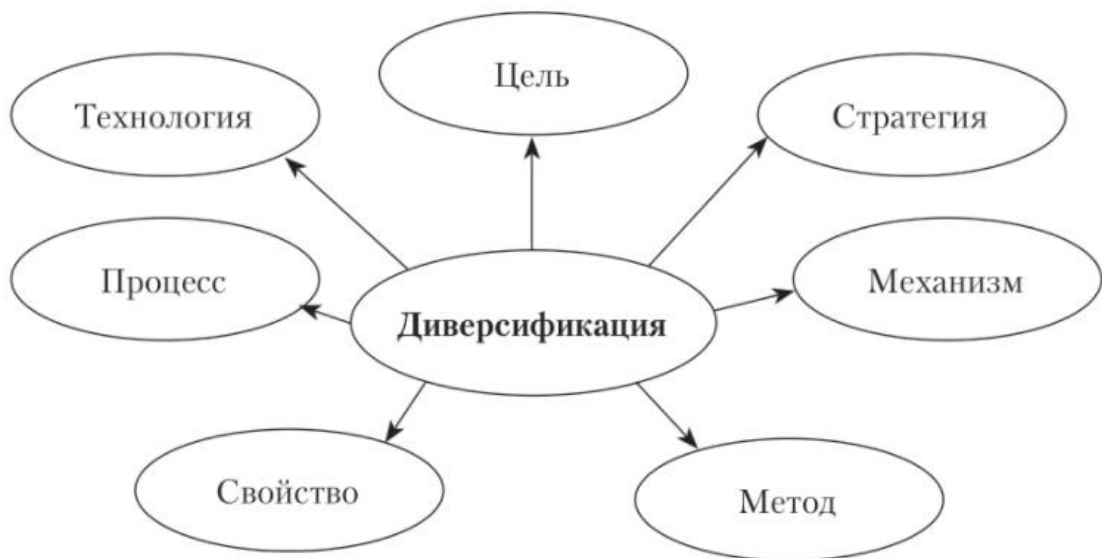 Цель
Технология
Стратегия
Процесс
Механизм
Диверсификация
Свойство
Метод